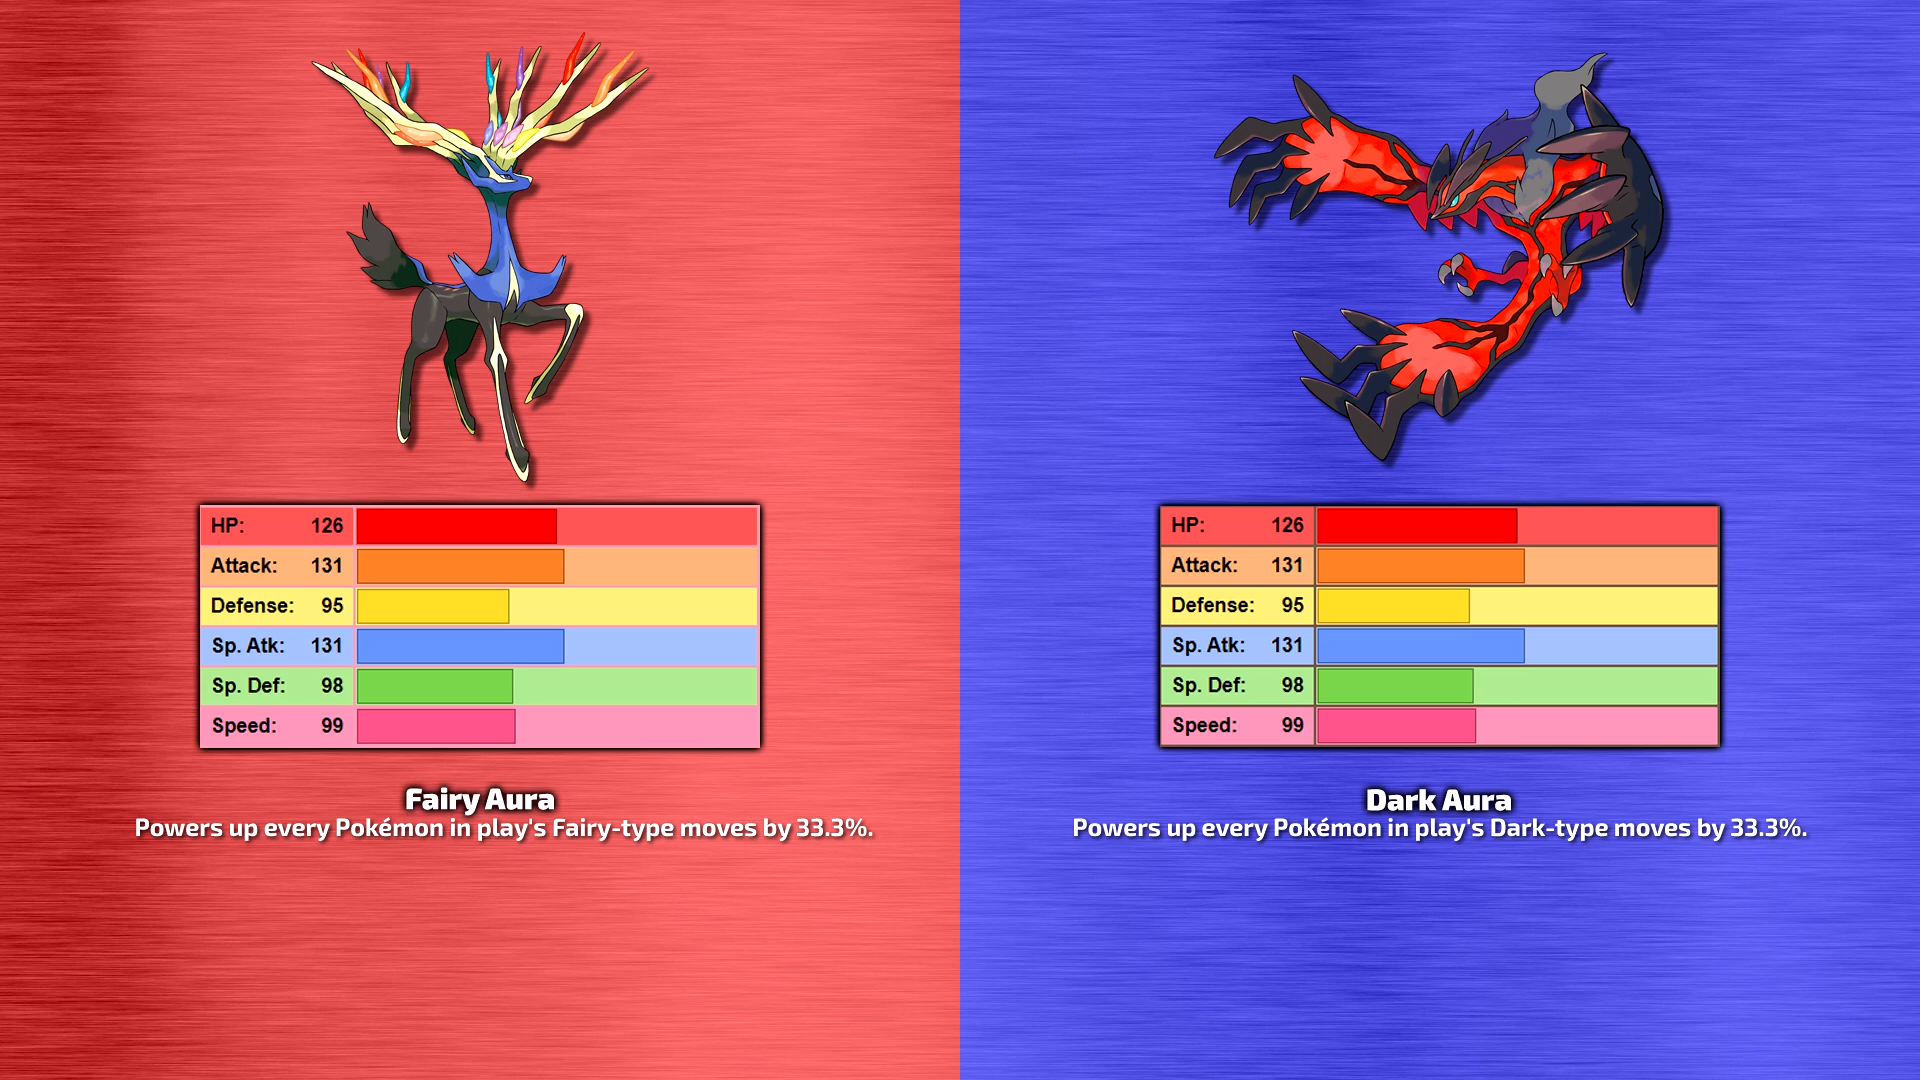 HP: 126
Attack: 131
Defense: 95
Sp. Atk: 131
Sp. Def: 98
Speed: 99
Fairy Aura
Powers up every Pokémon in play's Fairy-type moves by 33.3%.
HP: 126
Attack: 131
Defense: 95
Sp. Atk: 131
Sp. Def: 98
Speed: 99
Dark Aura
Powers up every Pokémon in play's Dark-type moves by 33.3%.